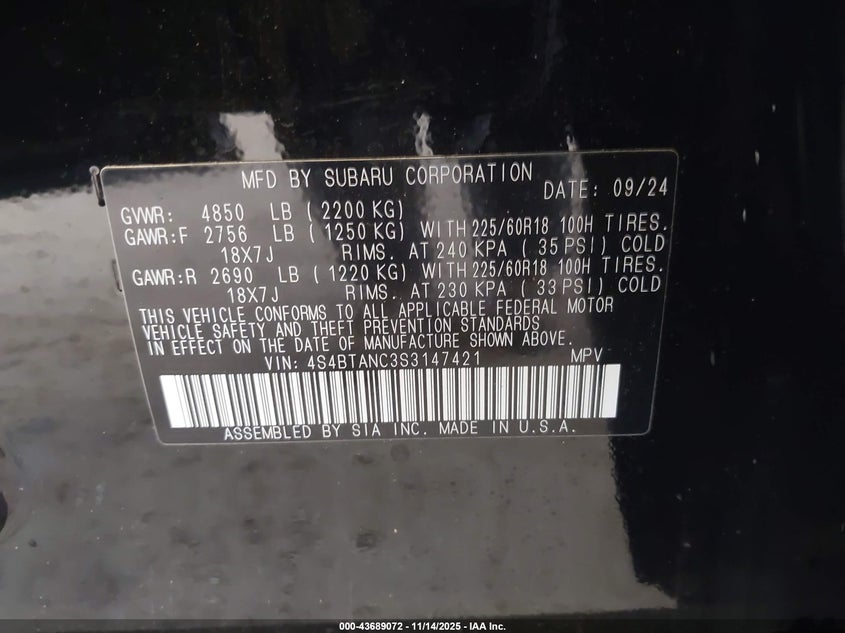 MFD BY SUBARU CORPORATION DATE: 09/24
GVWR: 4850 LB (2200 KG)
GAWR:F 2756 LB (1250 KG) WITH 225/60R18 100H TIRES.
18X7J RIMS. AT 240 KPA (35 PSI) COLD
GAWR:R 2690 LB (1220 KG) WITH 225/60R18 100H TIRES.
18X7J RIMS. AT 230 KPA (33 PSI) COLD
THIS VEHICLE CONFORMS TO ALL APPLICABLE FEDERAL MOTOR
VEHICLE SAFETY AND THEFT PREVENTION STANDARDS
IN EFFECT ON THE DATE OF MANUFACTURE SHOWN ABOVE.
VIN: 4S4BTANC3S3147421 MPV
ASSEMBLED BY SIA INC. MADE IN U.S.A.
000-43689072 - 11/14/2025 - IAA Inc.